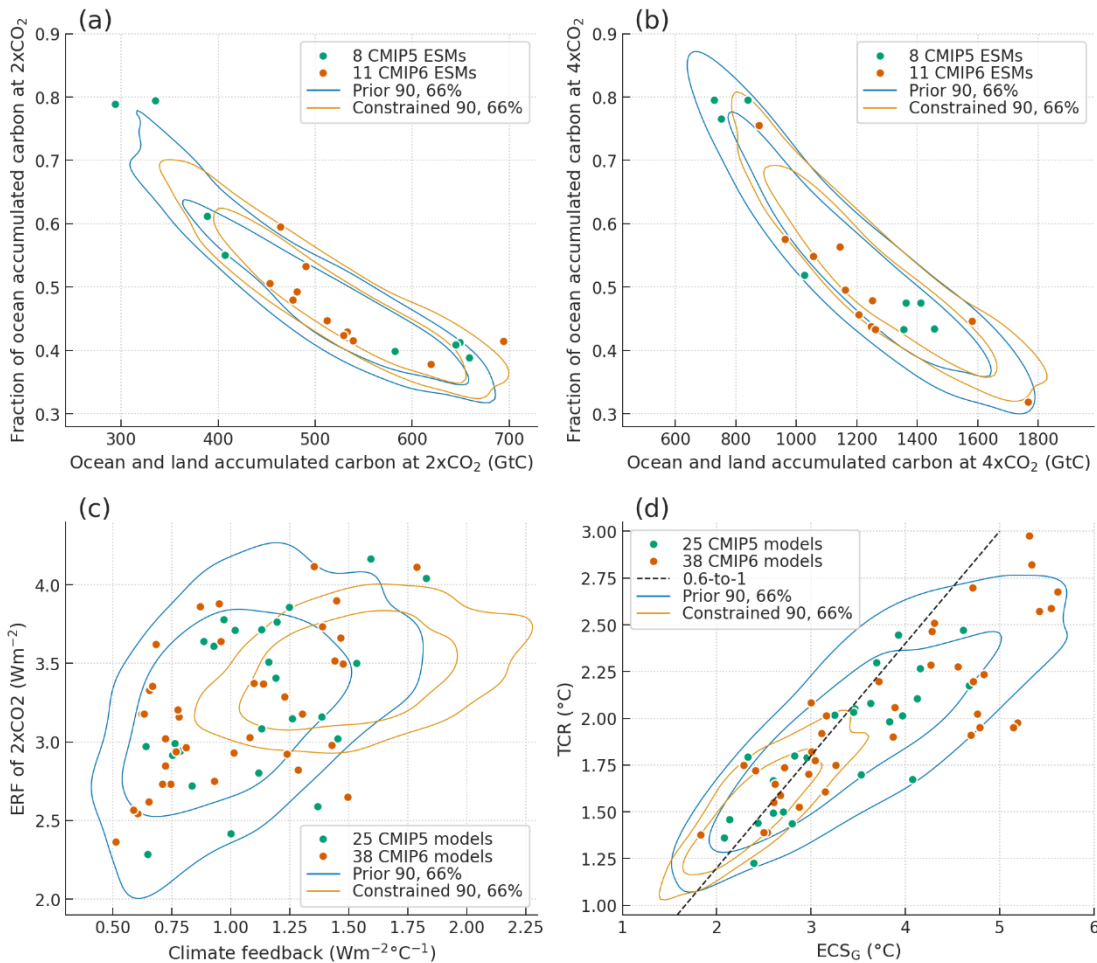 (a)
Fraction of ocean accumulated carbon at 2xCO₂
0.9
0.8
0.7
0.6
0.5
0.4
0.3
8 CMIP5 ESMs
11 CMIP6 ESMs
Prior 90, 66%
Constrained 90, 66%
300 400 500 600 700
Ocean and land accumulated carbon at 2xCO₂ (GtC)
(b)
Fraction of ocean accumulated carbon at 4xCO₂
0.9
0.8
0.7
0.6
0.5
0.4
0.3
8 CMIP5 ESMs
11 CMIP6 ESMs
Prior 90, 66%
Constrained 90, 66%
600 800 1000 1200 1400 1600 1800
Ocean and land accumulated carbon at 4xCO₂ (GtC)
(c)
ERF of 2xCO2 (Wm⁻²)
4.0
3.5
3.0
2.5
2.0
25 CMIP5 models
38 CMIP6 models
Prior 90, 66%
Constrained 90, 66%
0.50 0.75 1.00 1.25 1.50 1.75 2.00 2.25
Climate feedback (Wm⁻²°C⁻¹)
(d)
TCR (°C)
3.00
2.75
2.50
2.25
2.00
1.75
1.50
1.25
1.00
25 CMIP5 models
38 CMIP6 models
0.6-to-1
Prior 90, 66%
Constrained 90, 66%
1 2 3 4 5 6
ECS_G (°C)